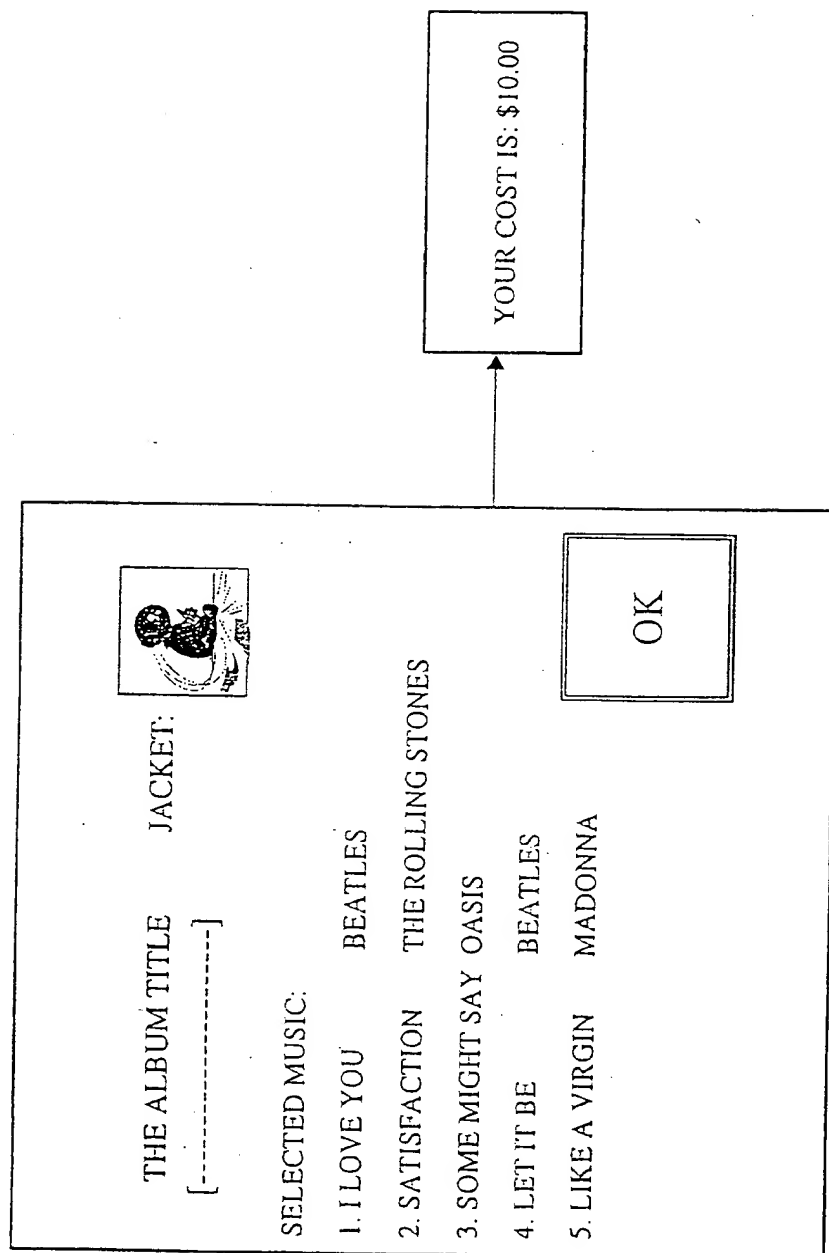 THE ALBUM TITLE JACKET:
[-----------------------]
SELECTED MUSIC:
1. I LOVE YOU BEATLES
2. SATISFACTION THE ROLLING STONES
3. SOME MIGHT SAY OASIS
4. LET IT BE BEATLES
5. LIKE A VIRGIN MADONNA
OK
YOUR COST IS: $10.00